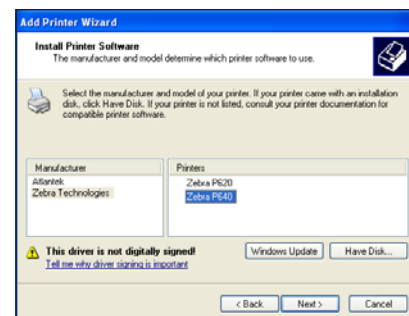 Add Printer Wizard
Install Printer Software
The manufacturer and model determine which printer software to use.
Select the manufacturer and model of your printer. If your printer came with an installation
disk, click Have Disk. If your printer is not listed, consult your printer documentation for
compatible printer software.
Manufacturer
Printers
Atlantek
Zebra P620
Zebra Technologies
Zebra P640
This driver is not digitally signed!
Windows Update
Have Disk...
Tell me why driver signing is important
< Back
Next >
Cancel